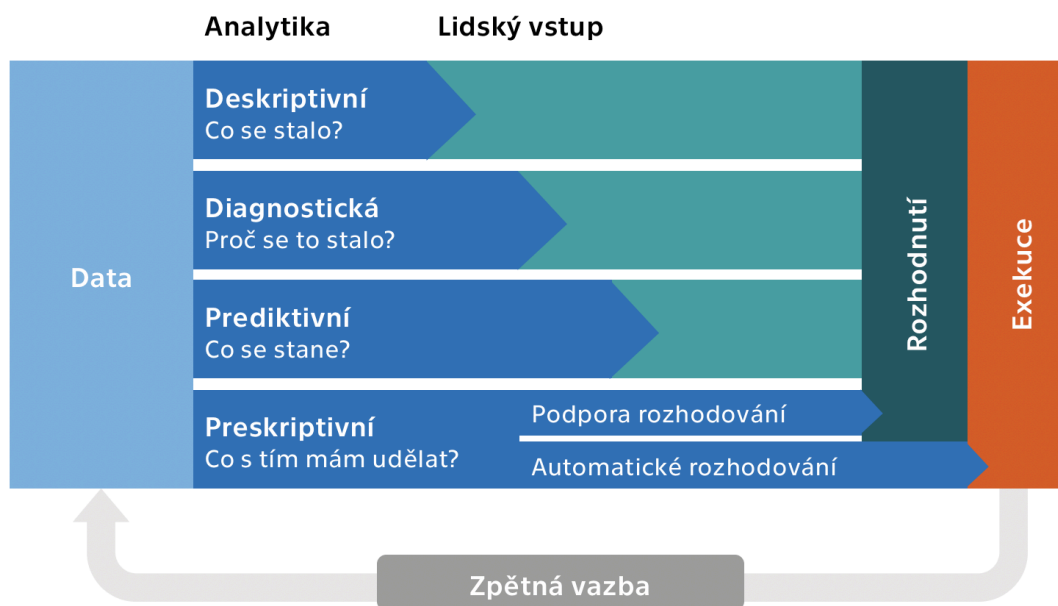 Analytika
Lidský vstup
Data
Deskriptivní
Co se stalo?
Diagnostická
Proč se to stalo?
Prediktivní
Co se stane?
Preskriptivní
Co s tím mám udělat?
Podpora rozhodování
Automatické rozhodování
Rozhodnutí
Exekuce
Zpětná vazba